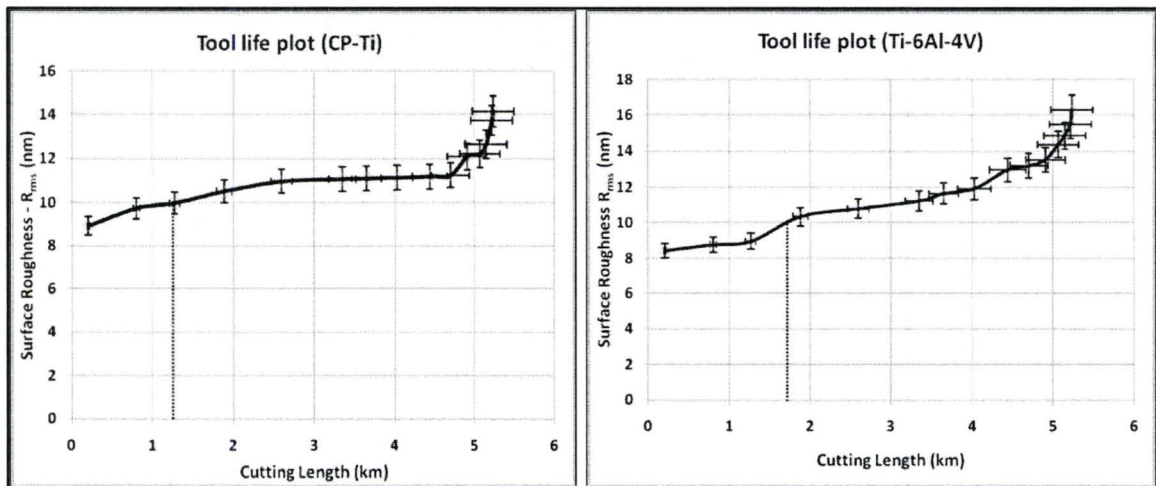 Tool life plot (CP-Ti)
16
14
12
10
8
6
4
2
0
Surface Roughness - Rrms (nm)
0 1 2 3 4 5 6
Cutting Length (km)
Tool life plot (Ti-6Al-4V)
18
16
14
12
10
8
6
4
2
0
Surface Roughness Rrms (nm)
0 1 2 3 4 5 6
Cutting Length (km)